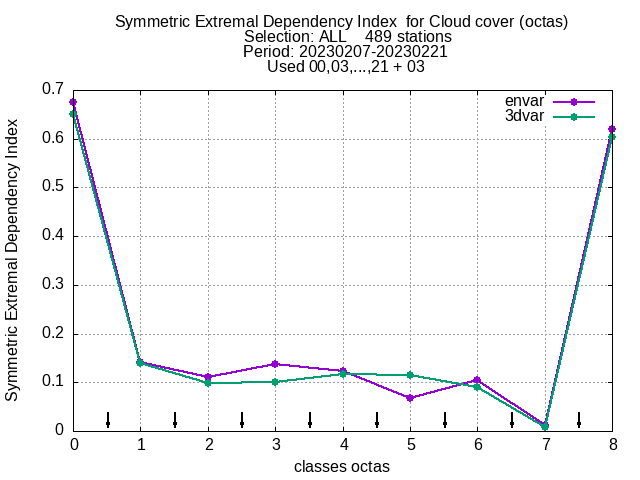 Symmetric Extremal Dependency Index  for Cloud cover (octas)
Selection: ALL    489 stations
Period: 20230207-20230221
Used 00,03,...,21 + 03
envar
3dvar
Symmetric Extremal Dependency Index
0.7
0.6
0.5
0.4
0.3
0.2
0.1
0
0 1 2 3 4 5 6 7 8
classes octas